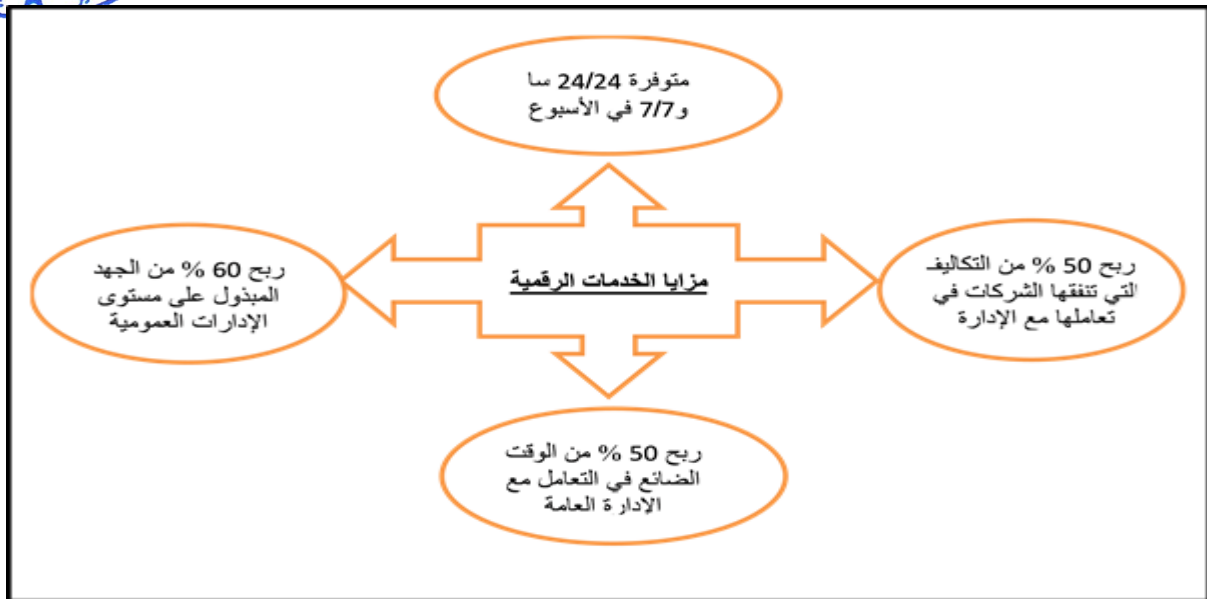 متوفرة 24/24 سا
و7/7 في الأسبوع
مزايا الخدمات الرقمية
ربح 50 % من التكاليف
التي تنفقها الشركات في
تعاملها مع الإدارة
ربح 60 % من الجهد
المبذول على مستوى
الإدارات العمومية
ربح 50 % من الوقت
الضائع في التعامل مع
الإدارة العامة